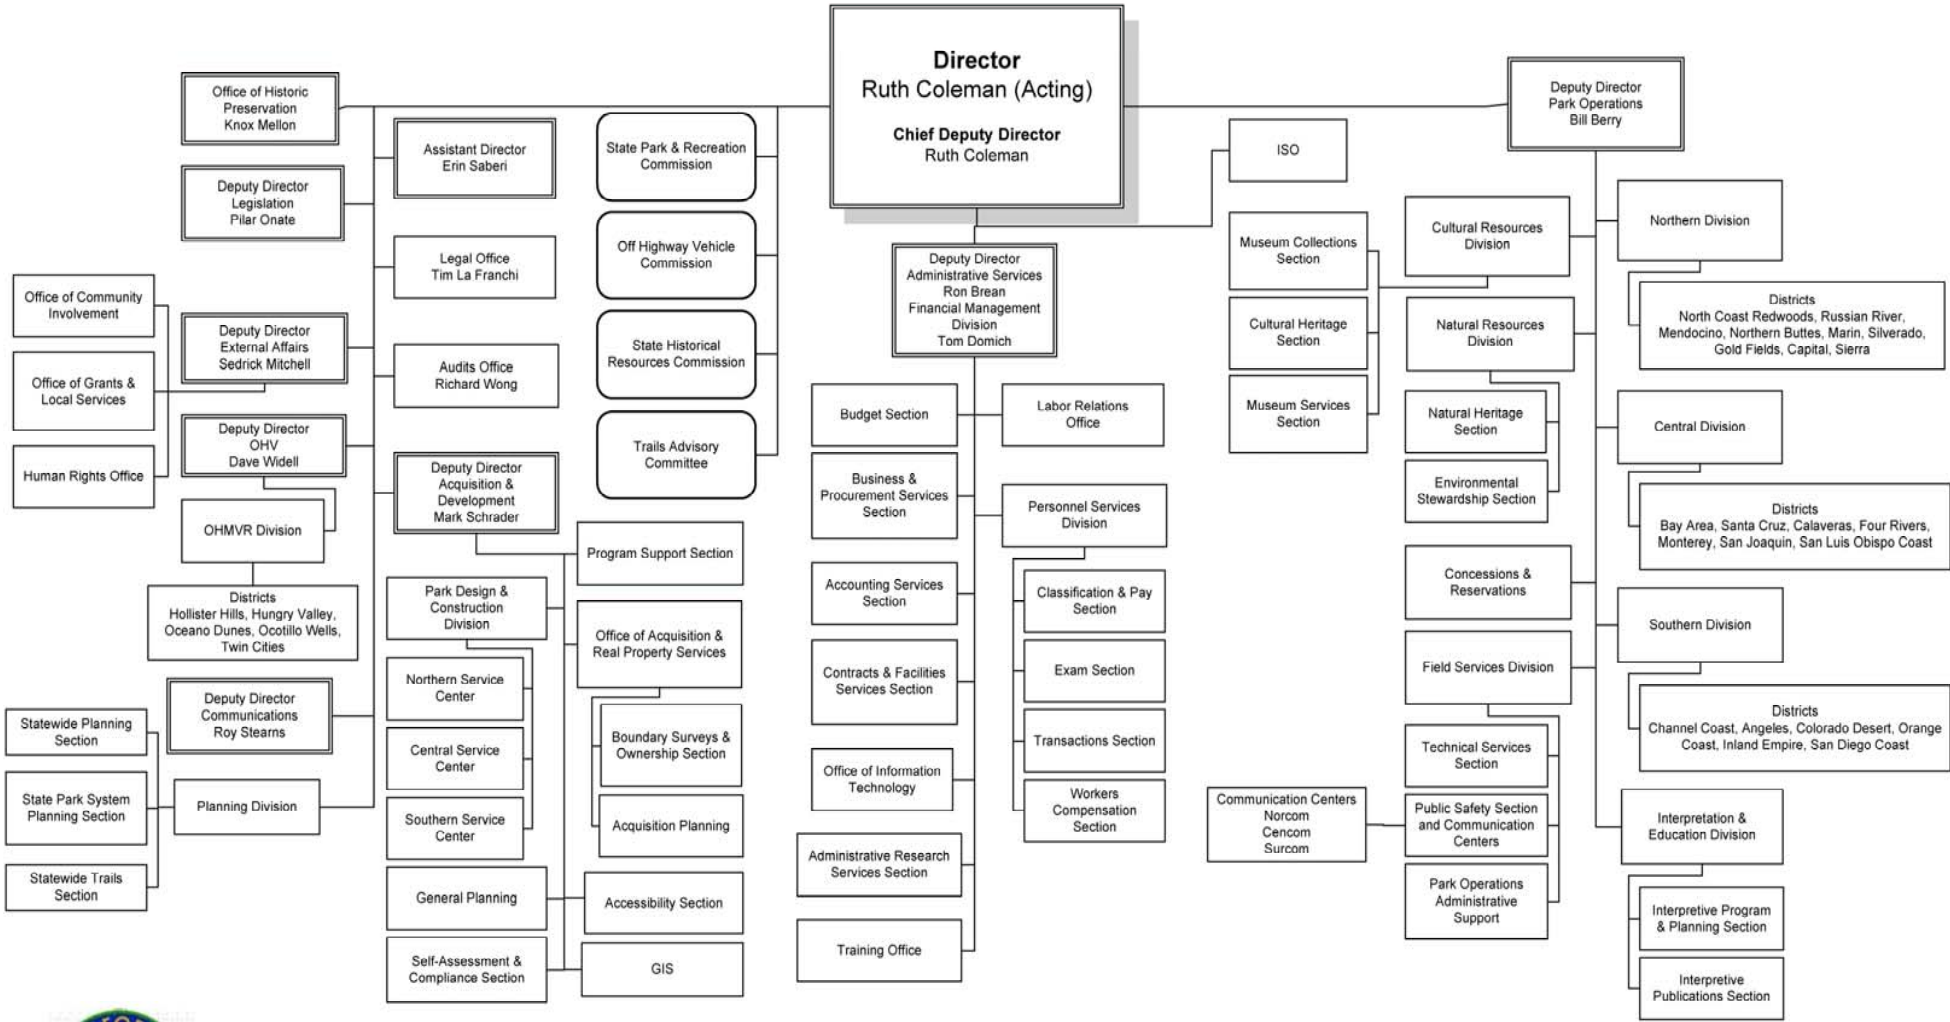 Director
Ruth Coleman (Acting)
Chief Deputy Director
Ruth Coleman
Office of Historic
Preservation
Knox Mellon
Deputy Director
Legislation
Pilar Onate
Assistant Director
Erin Saberi
Legal Office
Tim La Franchi
Office of Community
Involvement
Office of Grants &
Local Services
Human Rights Office
Deputy Director
External Affairs
Sedrick Mitchell
Audits Office
Richard Wong
Deputy Director
OHV
Dave Widell
OHMVR Division
Districts
Hollister Hills, Hungry Valley,
Oceano Dunes, Ocotillo Wells,
Twin Cities
Deputy Director
Communications
Roy Stearns
Statewide Planning
Section
State Park System
Planning Section
Statewide Trails
Section
Planning Division
State Park & Recreation
Commission
Off Highway Vehicle
Commission
State Historical
Resources Commission
Trails Advisory
Committee
Deputy Director
Acquisition &
Development
Mark Schrader
Program Support Section
Park Design &
Construction
Division
Northern Service
Center
Central Service
Center
Southern Service
Center
General Planning
Self-Assessment &
Compliance Section
Office of Acquisition &
Real Property Services
Boundary Surveys &
Ownership Section
Acquisition Planning
Accessibility Section
GIS
Deputy Director
Administrative Services
Ron Brean
Financial Management
Division
Tom Domich
Budget Section
Business &
Procurement Services
Section
Accounting Services
Section
Contracts & Facilities
Services Section
Office of Information
Technology
Administrative Research
Services Section
Training Office
Labor Relations
Office
Personnel Services
Division
Classification & Pay
Section
Exam Section
Transactions Section
Workers
Compensation
Section
ISO
Deputy Director
Park Operations
Bill Berry
Museum Collections
Section
Cultural Heritage
Section
Museum Services
Section
Cultural Resources
Division
Natural Resources
Division
Natural Heritage
Section
Environmental
Stewardship Section
Concessions &
Reservations
Field Services Division
Technical Services
Section
Public Safety Section
and Communication
Centers
Communication Centers
Norcom
Cencom
Surcom
Park Operations
Administrative
Support
Northern Division
Districts
North Coast Redwoods, Russian River,
Mendocino, Northern Buttes, Marin, Silverado,
Gold Fields, Capital, Sierra
Central Division
Districts
Bay Area, Santa Cruz, Calaveras, Four Rivers,
Monterey, San Joaquin, San Luis Obispo Coast
Southern Division
Districts
Channel Coast, Angeles, Colorado Desert, Orange
Coast, Inland Empire, San Diego Coast
Interpretation &
Education Division
Interpretive Program
& Planning Section
Interpretive
Publications Section